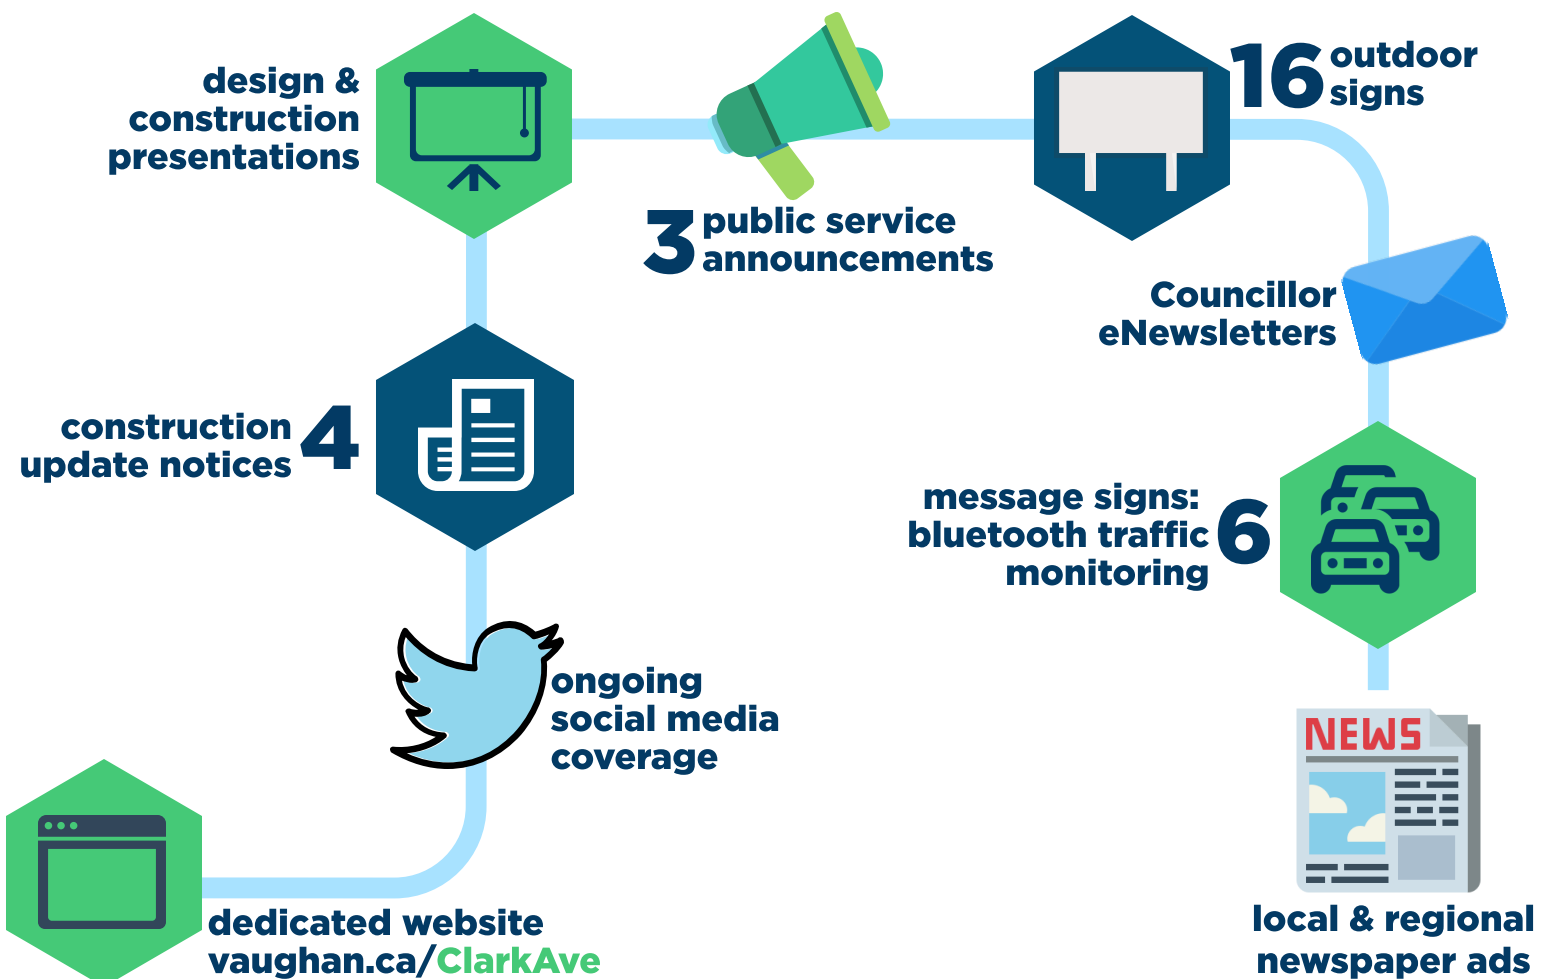 design &
construction
presentations
3 public service
announcements
16 outdoor
signs
Councillor
eNewsletters
construction
update notices 4
message signs:
bluetooth traffic
monitoring 6
ongoing
social media
coverage
NEWS
dedicated website
vaughan.ca/ClarkAve
local & regional
newspaper ads